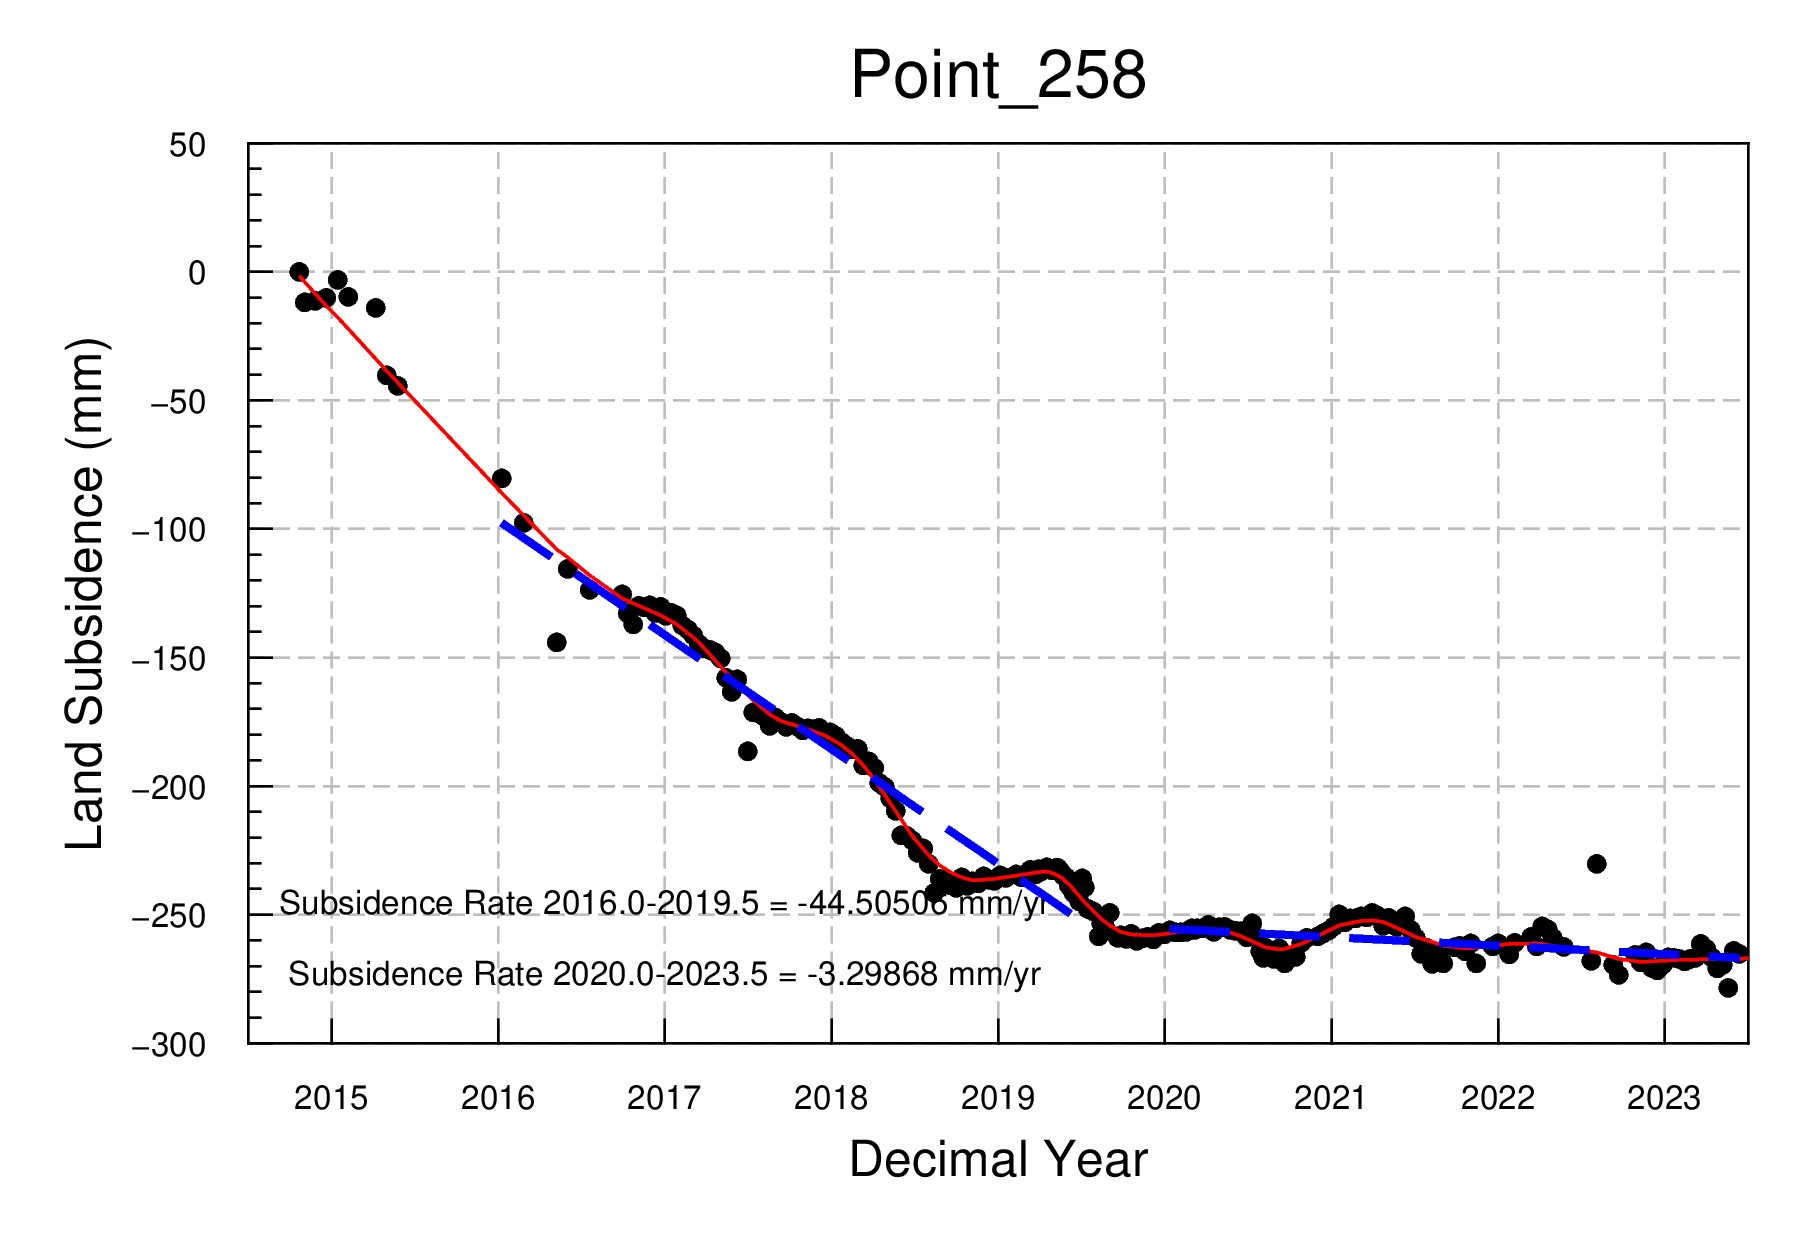 Point_258
50
0
−50
−100
−150
−200
−250
−300
Land Subsidence (mm)
Subsidence Rate 2016.0-2019.5 = -44.50506 mm/yr
Subsidence Rate 2020.0-2023.5 = -3.29868 mm/yr
2015 2016 2017 2018 2019 2020 2021 2022 2023
Decimal Year